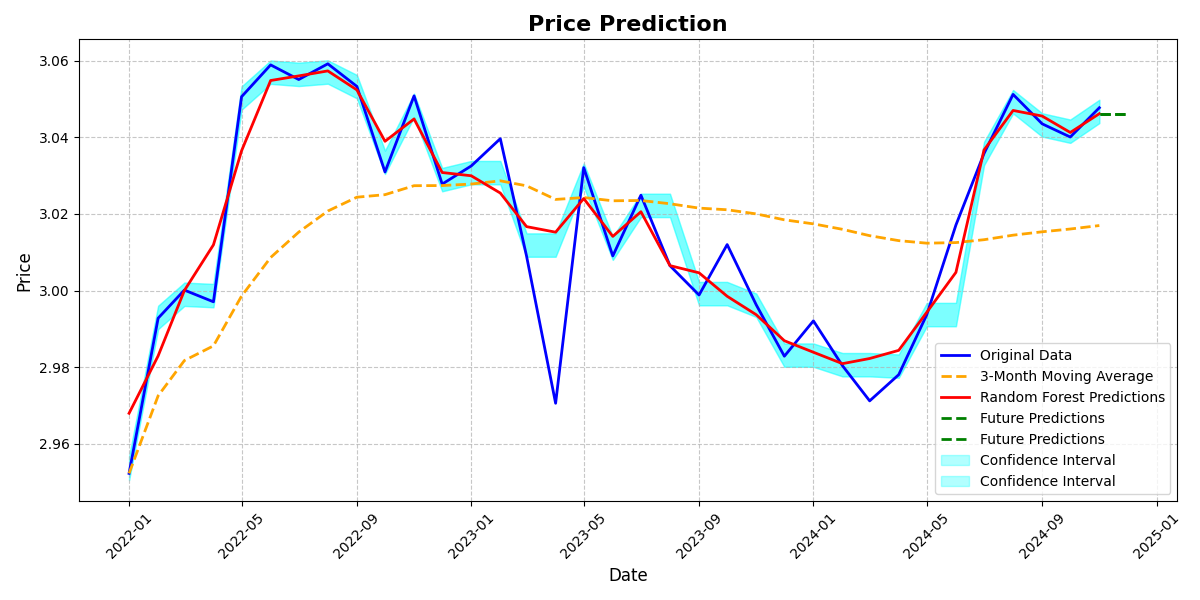 Price Prediction
3.06
3.04
3.02
3.00
2.98
2.96
Price
Original Data
3-Month Moving Average
Random Forest Predictions
Future Predictions
Future Predictions
Confidence Interval
Confidence Interval
2022-01
2022-05
2022-09
2023-01
2023-05
2023-09
2024-01
2024-05
2024-09
2025-01
Date